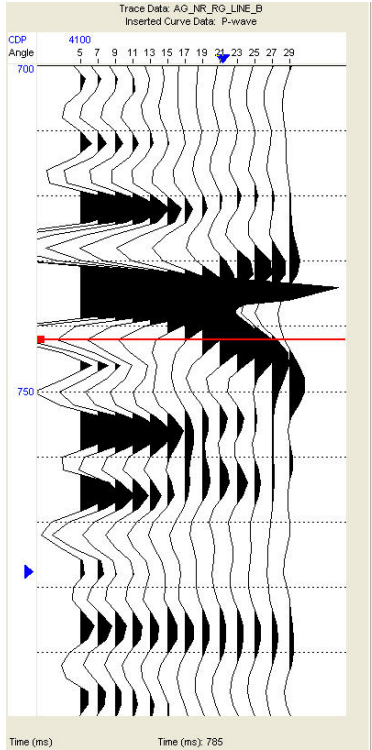 Trace Data: AG_NR_RG_LINE_B
Inserted Curve Data: P-wave
CDP 4100
Angle 5 7 9 11 13 15 17 19 21 23 25 27 29
700
750
Time (ms) Time (ms): 785